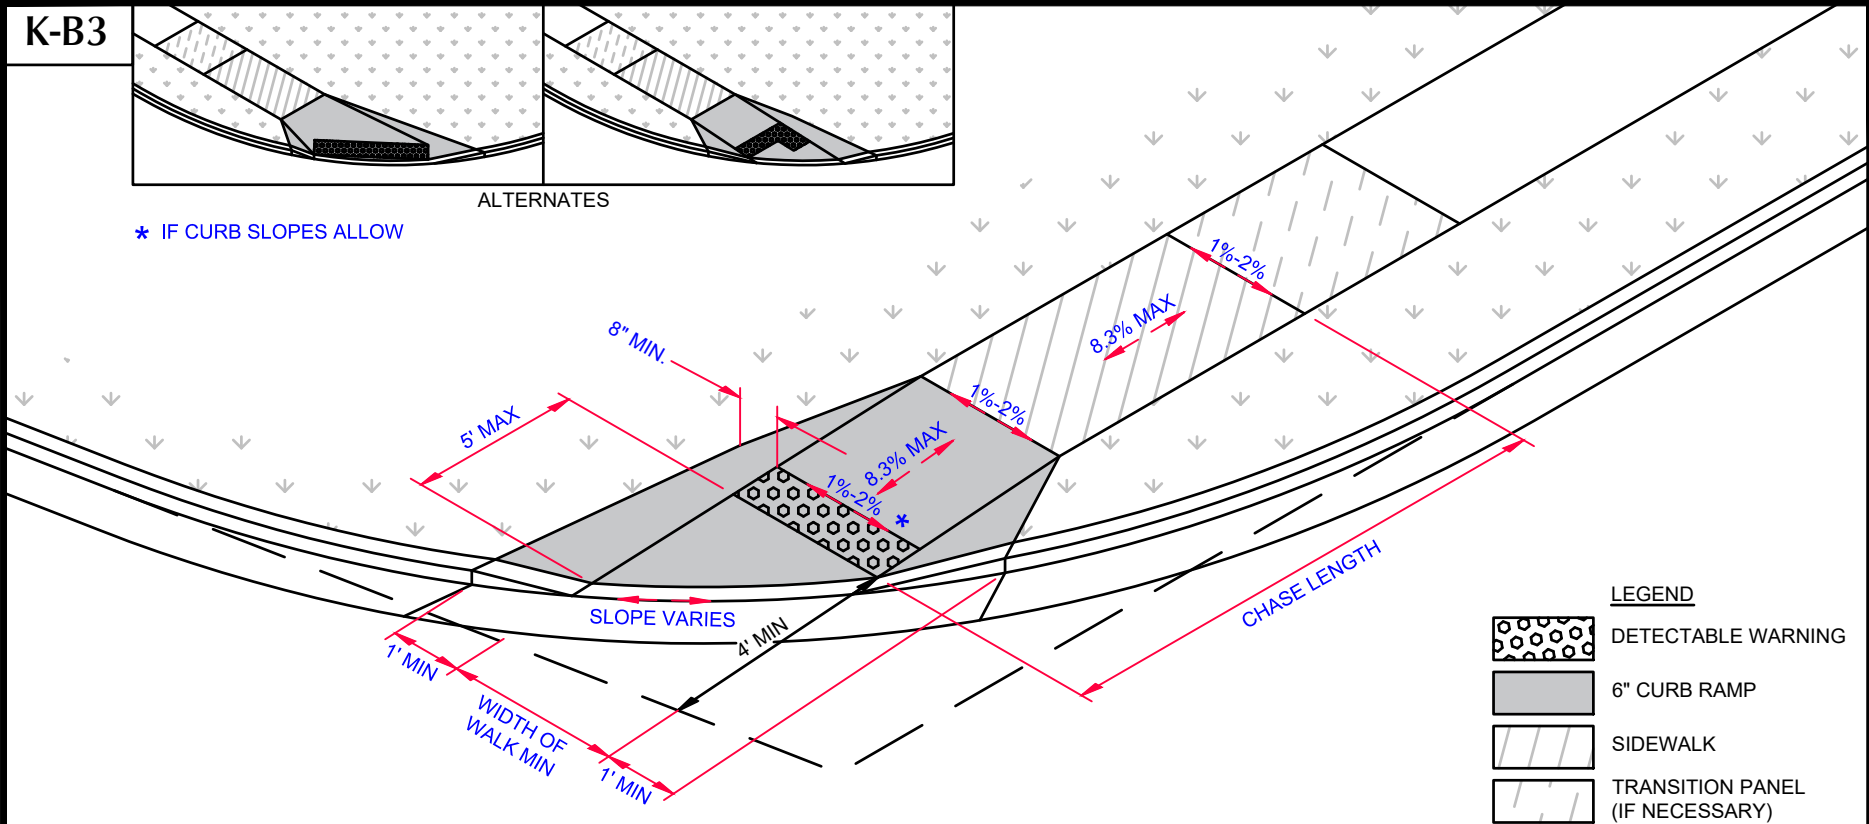 K-B3
ALTERNATES
* IF CURB SLOPES ALLOW
1%-2%
8.3% MAX
8" MIN.
1%-2%
5' MAX
8.3% MAX
1%-2%
*
SLOPE VARIES
4' MIN
CHASE LENGTH
1' MIN
WIDTH OF
WALK MIN
1' MIN
LEGEND
DETECTABLE WARNING
6" CURB RAMP
SIDEWALK
TRANSITION PANEL
(IF NECESSARY)